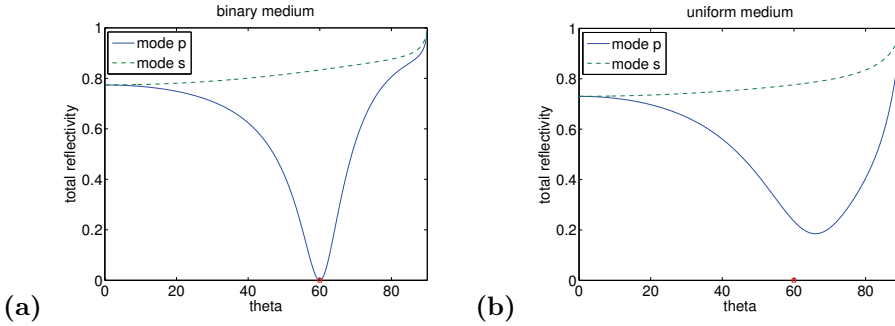 binary medium
1
0.8
0.6
0.4
0.2
0
total reflectivity
mode p
mode s
0 20 40 60 80
theta
(a)
uniform medium
1
0.8
0.6
0.4
0.2
0
total reflectivity
mode p
mode s
0 20 40 60 80
theta
(b)